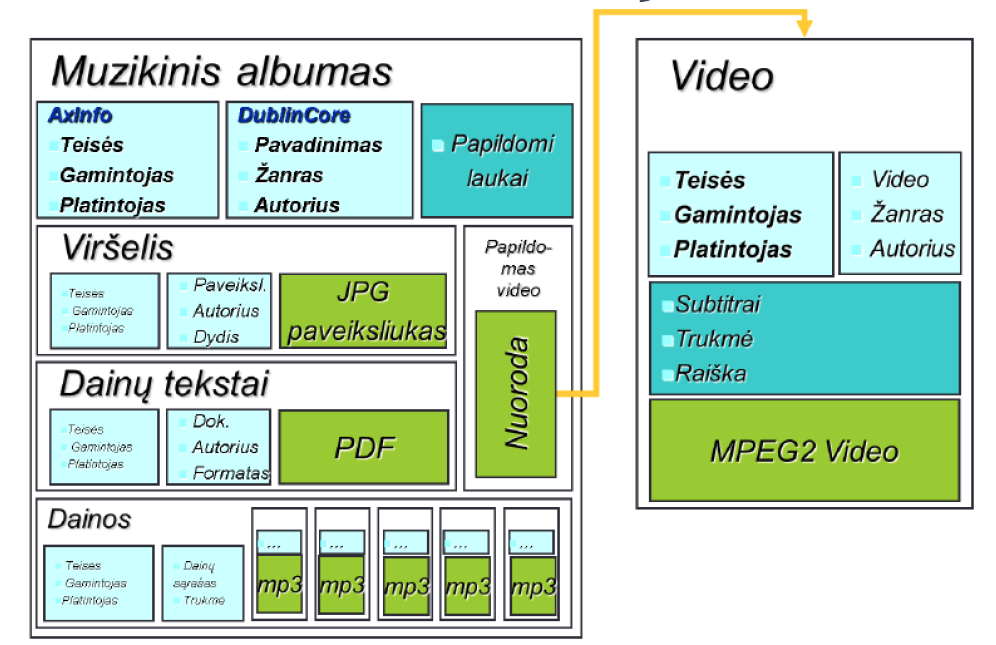 Muzikinis albumas
AxInfo
Teisės
Gamintojas
Platintojas
DublinCore
Pavadinimas
Žanras
Autorius
Papildomi
laukai
Viršelis
Teisės
Gamintojas
Platintojas
Paveiksl.
Autorius
Dydis
JPG
paveiksliukas
Papildo-
mas
video
Nuoroda
Dainų tekstai
Teisės
Gamintojas
Platintojas
Dok.
Autorius
Formatas
PDF
Dainos
Teises
Gamintojas
Platintojas
Dainų
sąrašas
Trukmė
...
mp3
...
mp3
...
mp3
...
mp3
...
mp3
Video
Teisės
Gamintojas
Platintojas
Video
Žanras
Autorius
Subtitrai
Trukmė
Raiška
MPEG2 Video